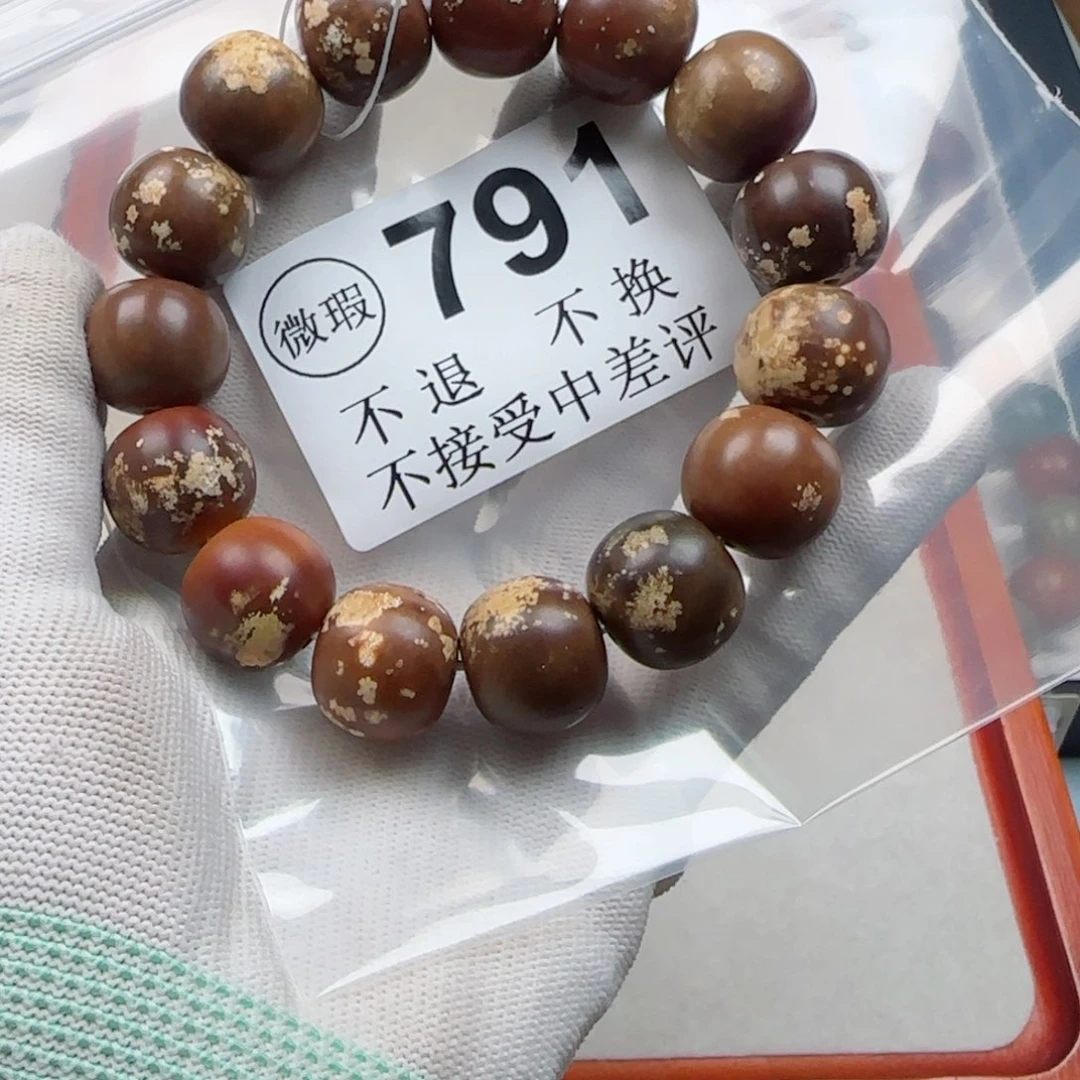 791
微瑕
不退 不换
不接受中差评